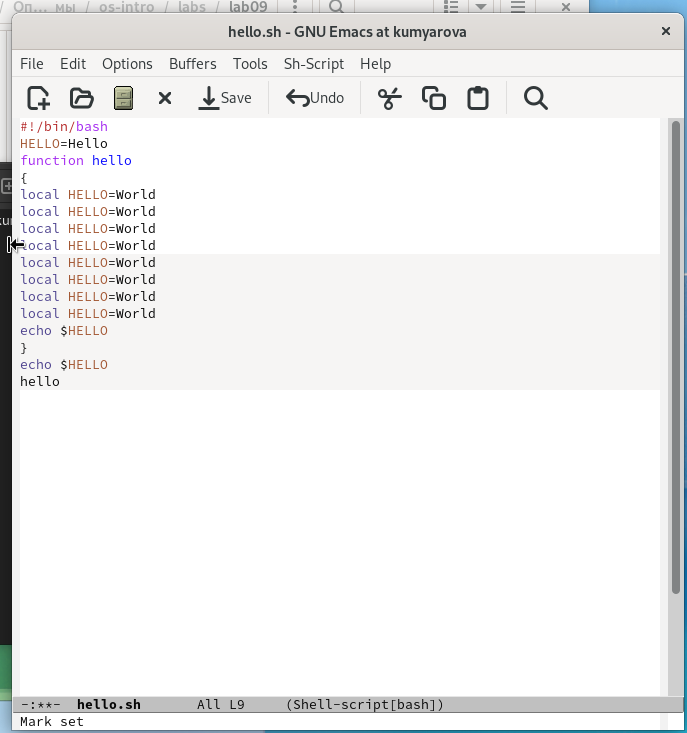 / Оп… мы / os-intro / labs / lab09
hello.sh - GNU Emacs at kumyarova
File Edit Options Buffers Tools Sh-Script Help
Save Undo
#!/bin/bash
HELLO=Hello
function hello
{
local HELLO=World
local HELLO=World
local HELLO=World
local HELLO=World
local HELLO=World
local HELLO=World
local HELLO=World
local HELLO=World
echo $HELLO
}
echo $HELLO
hello
-:**- hello.sh All L9 (Shell-script[bash])
Mark set